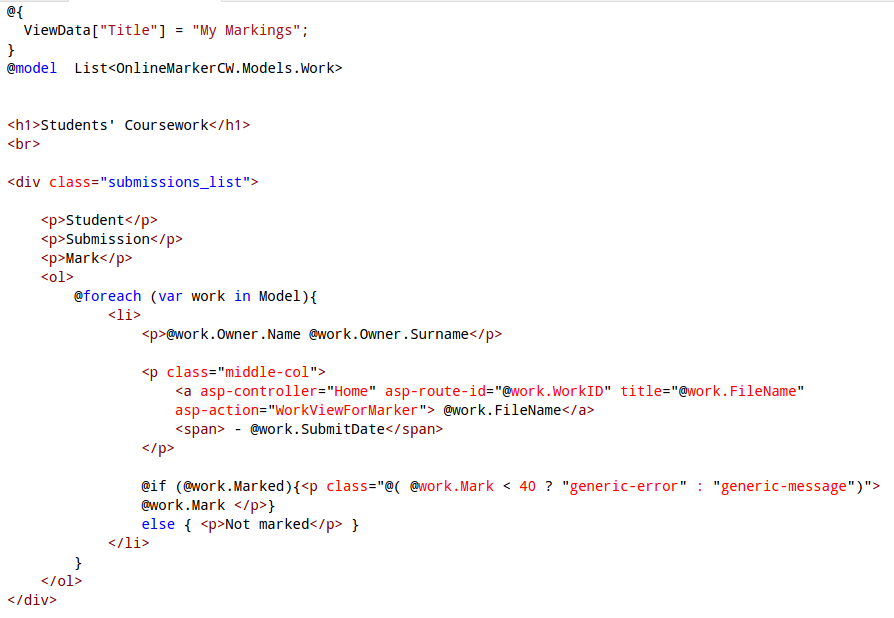 @{
  ViewData["Title"] = "My Markings";
}
@model  List<OnlineMarkerCW.Models.Work>
<h1>Students' Coursework</h1>
<br>
<div class="submissions_list">
    <p>Student</p>
    <p>Submission</p>
    <p>Mark</p>
    <ol>
        @foreach (var work in Model){
            <li>
                <p>@work.Owner.Name @work.Owner.Surname</p>
                <p class="middle-col">
                    <a asp-controller="Home" asp-route-id="@work.WorkID" title="@work.FileName"
                    asp-action="WorkViewForMarker"> @work.FileName</a>
                    <span> - @work.SubmitDate</span>
                </p>
                @if (@work.Marked){<p class="@( @work.Mark < 40 ? "generic-error" : "generic-message")">
                @work.Mark </p>}
                else { <p>Not marked</p> }
            </li>
        }
    </ol>
</div>